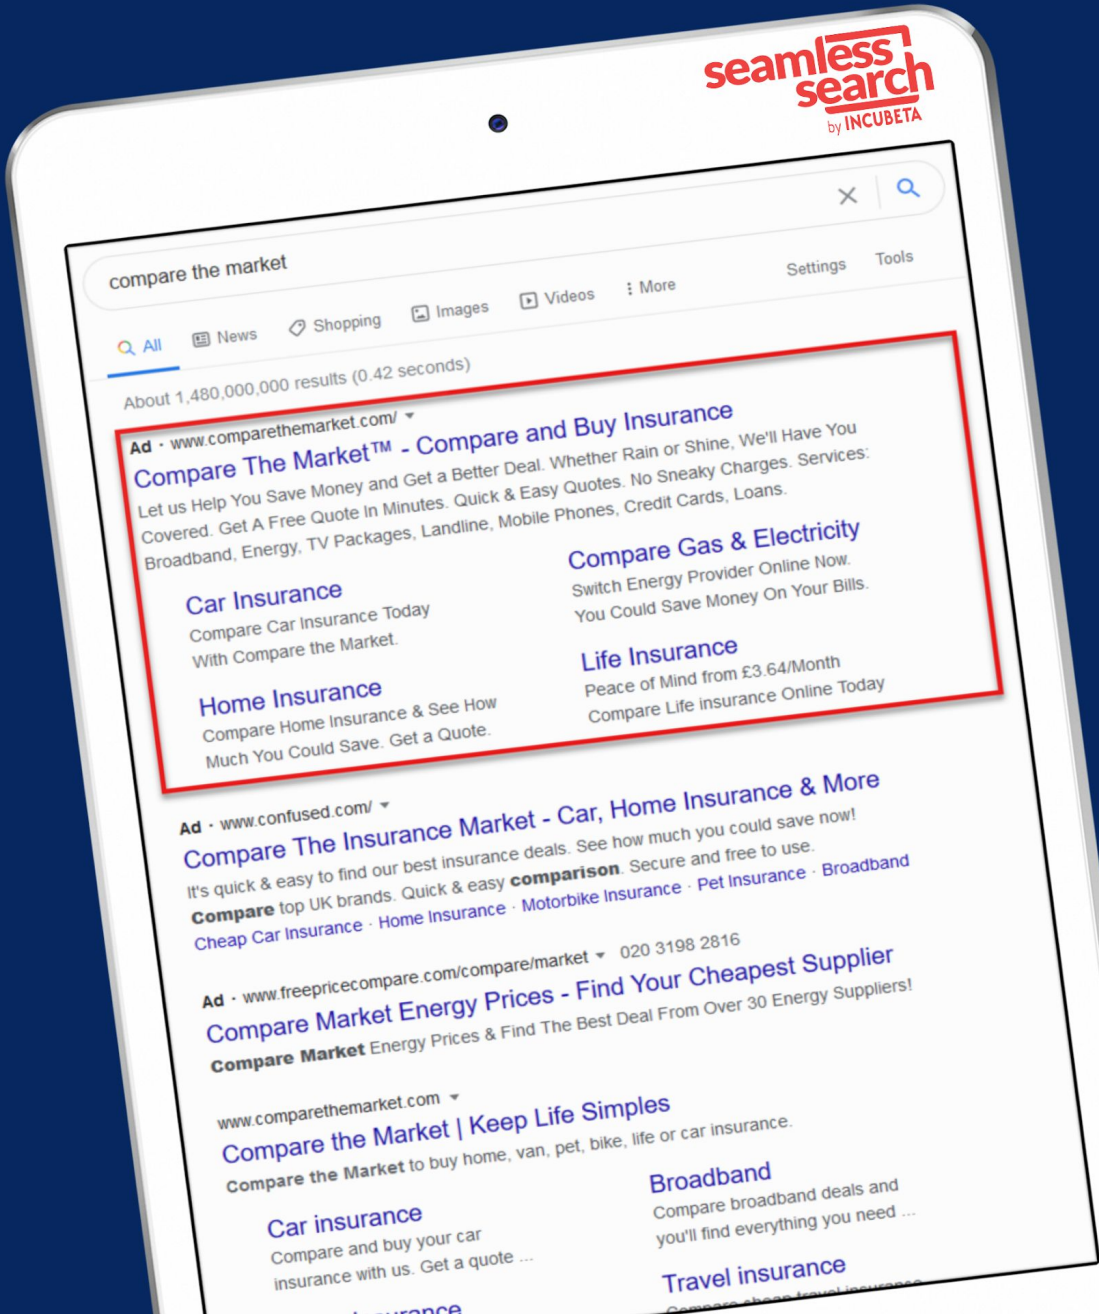 seamless
search
by INCUBETA
compare the market
All News Shopping Images Videos More Settings Tools
About 1,480,000,000 results (0.42 seconds)
Ad · www.comparethemarket.com/
Compare The Market™ - Compare and Buy Insurance
Let us Help You Save Money and Get a Better Deal. Whether Rain or Shine, We'll Have You
Covered. Get A Free Quote In Minutes. Quick & Easy Quotes. No Sneaky Charges. Services:
Broadband, Energy, TV Packages, Landline, Mobile Phones, Credit Cards, Loans.
Car Insurance
Compare Car Insurance Today
With Compare the Market.
Compare Gas & Electricity
Switch Energy Provider Online Now.
You Could Save Money On Your Bills.
Home Insurance
Compare Home Insurance & See How
Much You Could Save. Get a Quote.
Life Insurance
Peace of Mind from £3.64/Month
Compare Life insurance Online Today
Ad · www.confused.com/
Compare The Insurance Market - Car, Home Insurance & More
It's quick & easy to find our best insurance deals. See how much you could save now!
Compare top UK brands. Quick & easy comparison. Secure and free to use.
Cheap Car Insurance · Home Insurance · Motorbike Insurance · Pet Insurance · Broadband
Ad · www.freepricecompare.com/compare/market 020 3198 2816
Compare Market Energy Prices - Find Your Cheapest Supplier
Compare Market Energy Prices & Find The Best Deal From Over 30 Energy Suppliers!
www.comparethemarket.com
Compare the Market | Keep Life Simples
Compare the Market to buy home, van, pet, bike, life or car insurance.
Car insurance
Compare and buy your car
insurance with us. Get a quote ...
Broadband
Compare broadband deals and
you'll find everything you need ...
Travel insurance
Compare cheap travel insurance